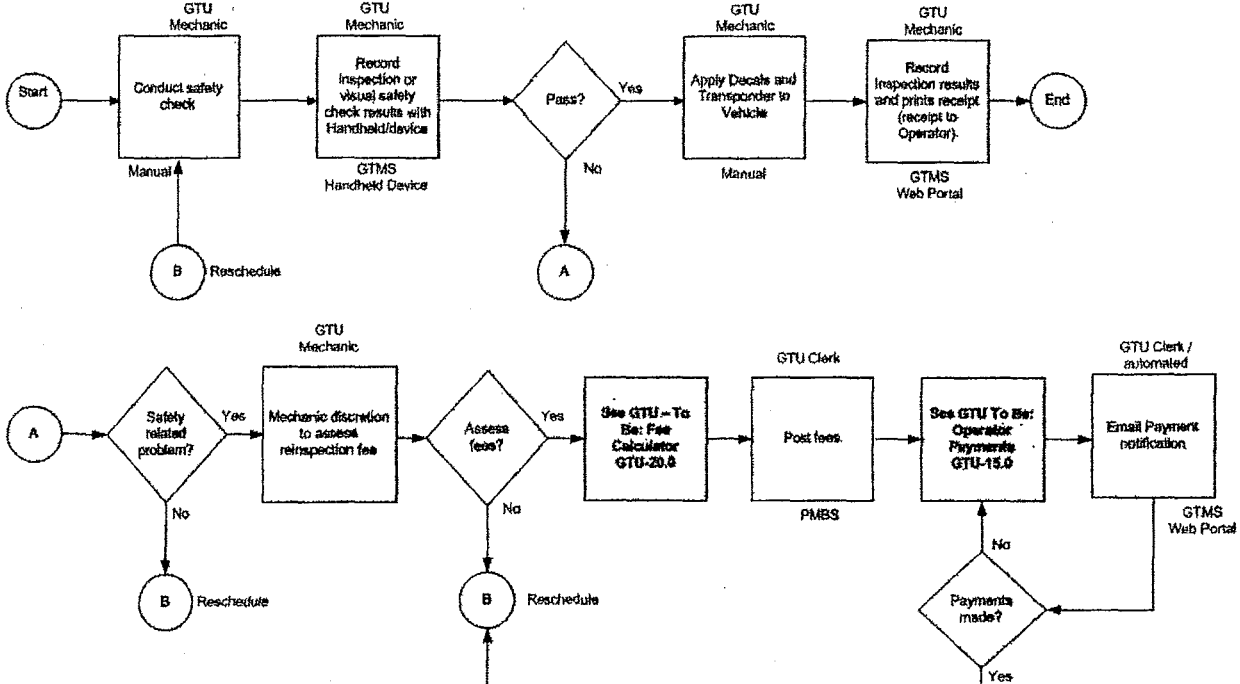 GTU
Mechanic
GTU
Mechanic
GTU
Mechanic
GTU
Mechanic
Start
Conduct safety
check
Record
Inspection or
visual safety
check results with
Handheld/device
Pass?
Yes
Apply Decals and
Transponder to
Vehicle
Record
Inspection results
and prints receipt
(receipt to
Operator).
End
Manual
GTMS
Handheld Device
No
Manual
GTMS
Web Portal
B
Reschedule
A
GTU
Mechanic
GTU Clerk
GTU Clerk /
automated
A
Safety
related
problem?
Yes
Mechanic discretion
to assess
reinspection fee
Assess
fees?
Yes
See GTU – To
Be: Fee
Calculator
GTU-20.0
Post fees.
See GTU To Be:
Operator
Payments
GTU-15.0
Email Payment
notification
No
No
PMBS
GTMS
Web Portal
No
B
Reschedule
B
Reschedule
Payments
made?
Yes